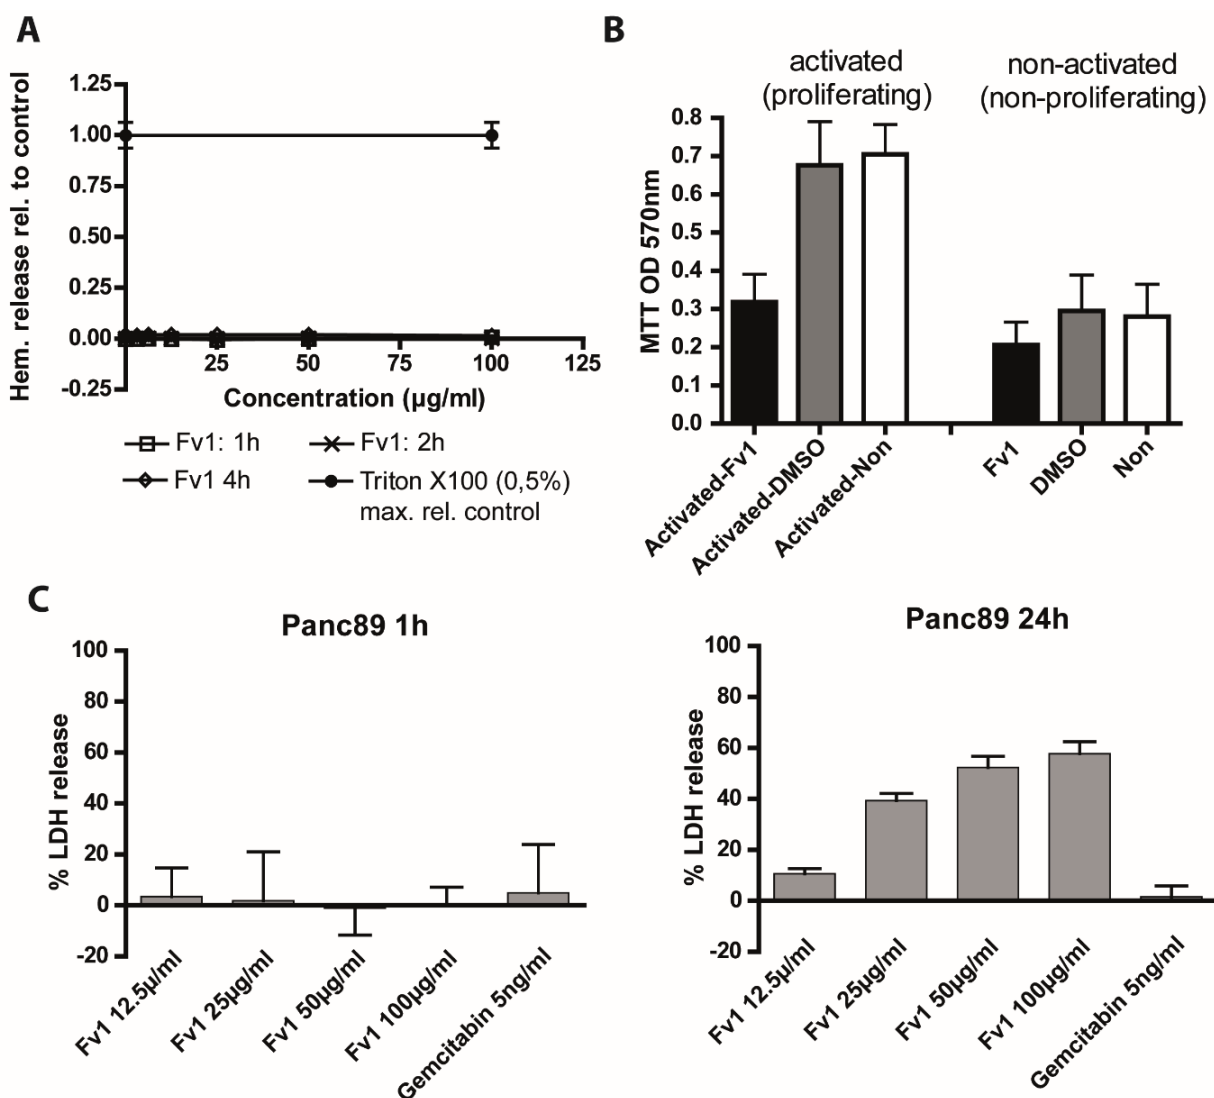 A
Hem. release rel. to control
1.25
1.00
0.75
0.50
0.25
0.00
-0.25
25
50
75
100
125
Concentration (µg/ml)
Fv1: 1h
Fv1: 2h
Fv1 4h
Triton X100 (0,5%)
max. rel. control
B
activated
(proliferating)
non-activated
(non-proliferating)
MTT OD 570nm
0.8
0.7
0.6
0.5
0.4
0.3
0.2
0.1
0.0
Activated-Fv1
Activated-DMSO
Activated-Non
Fv1
DMSO
Non
C
Panc89 1h
% LDH release
100
80
60
40
20
0
-20
Fv1 12.5µ/ml
Fv1 25µg/ml
Fv1 50µg/ml
Fv1 100µg/ml
Gemcitabin 5ng/ml
Panc89 24h
% LDH release
100
80
60
40
20
0
-20
Fv1 12.5µ/ml
Fv1 25µg/ml
Fv1 50µg/ml
Fv1 100µg/ml
Gemcitabin 5ng/ml